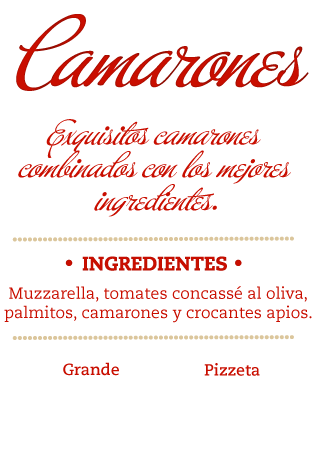 Camarones
Exquisitos camarones
combinados con los mejores
ingredientes.
• INGREDIENTES •
Muzzarella, tomates concassé al oliva,
palmitos, camarones y crocantes apios.
Grande Pizzeta